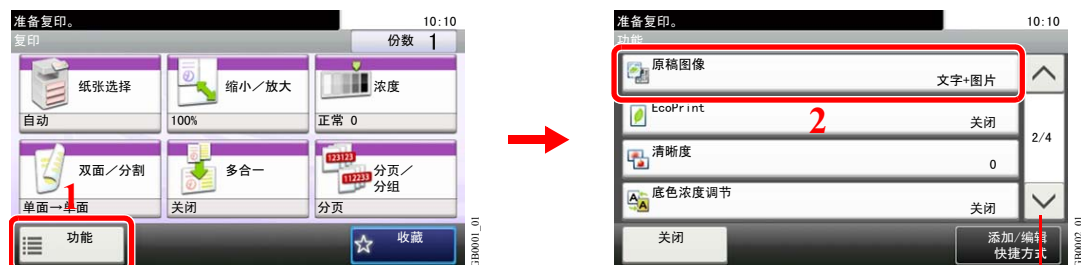 准备复印。 10:10
复印 份数 1
纸张选择 缩小／放大 浓度
自动 100% 正常 0
双面／分割 多合一 分页／
分组
1
单面→单面 关闭 分页
功能 收藏
GB0001_01
准备复印。 10:10
功能
原稿图像
文字+图片
EcoPrint
关闭
2
2/4
清晰度
0
底色浓度调节
关闭
关闭 添加/编辑
快捷方式